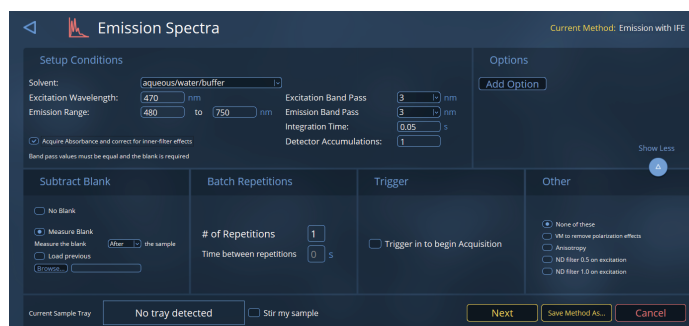 Emission Spectra
Current Method: Emission with IFE
Setup Conditions
Solvent: aqueous/water/buffer
Excitation Wavelength: 470 nm
Emission Range: 480 to 750 nm
Excitation Band Pass 3 nm
Emission Band Pass 3 nm
Integration Time: 0.05 s
Detector Accumulations: 1
Acquire Absorbance and correct for inner-filter effects
Band pass values must be equal and the blank is required
Options
Add Option
Show Less
Subtract Blank
No Blank
Measure Blank
Measure the blank After the sample
Load previous
Browse...
Batch Repetitions
# of Repetitions 1
Time between repetitions 0 s
Trigger
Trigger in to begin Acquisition
Other
None of these
VM to remove polarization effects
Anisotropy
ND filter 0.5 on excitation
ND filter 1.0 on excitation
Current Sample Tray No tray detected Stir my sample
Next Save Method As... Cancel